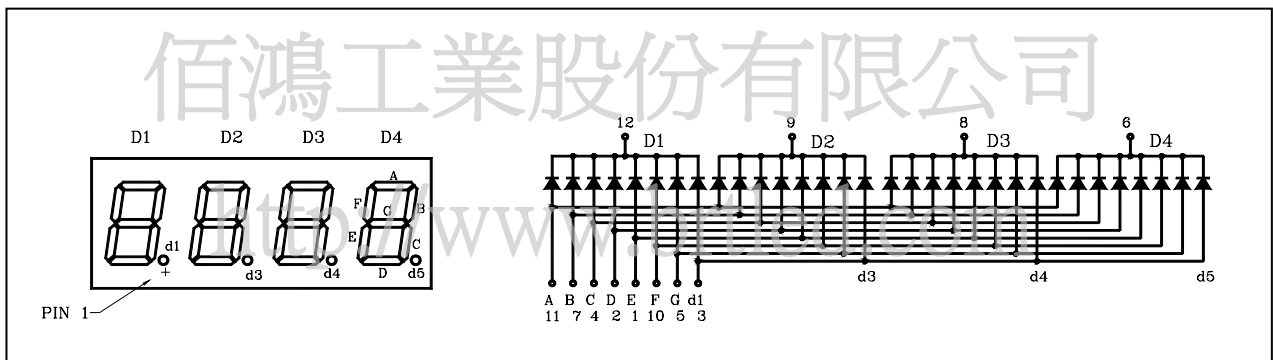 佰鴻工業股份有限公司
http://www.brtled.com
D1 D2 D3 D4
A
F G B
E C
D
d1 d3 d4 d5
+
PIN 1
12 9 8 6
D1 D2 D3 D4
d3 d4 d5
A B C D E F G d1
11 7 4 2 1 10 5 3